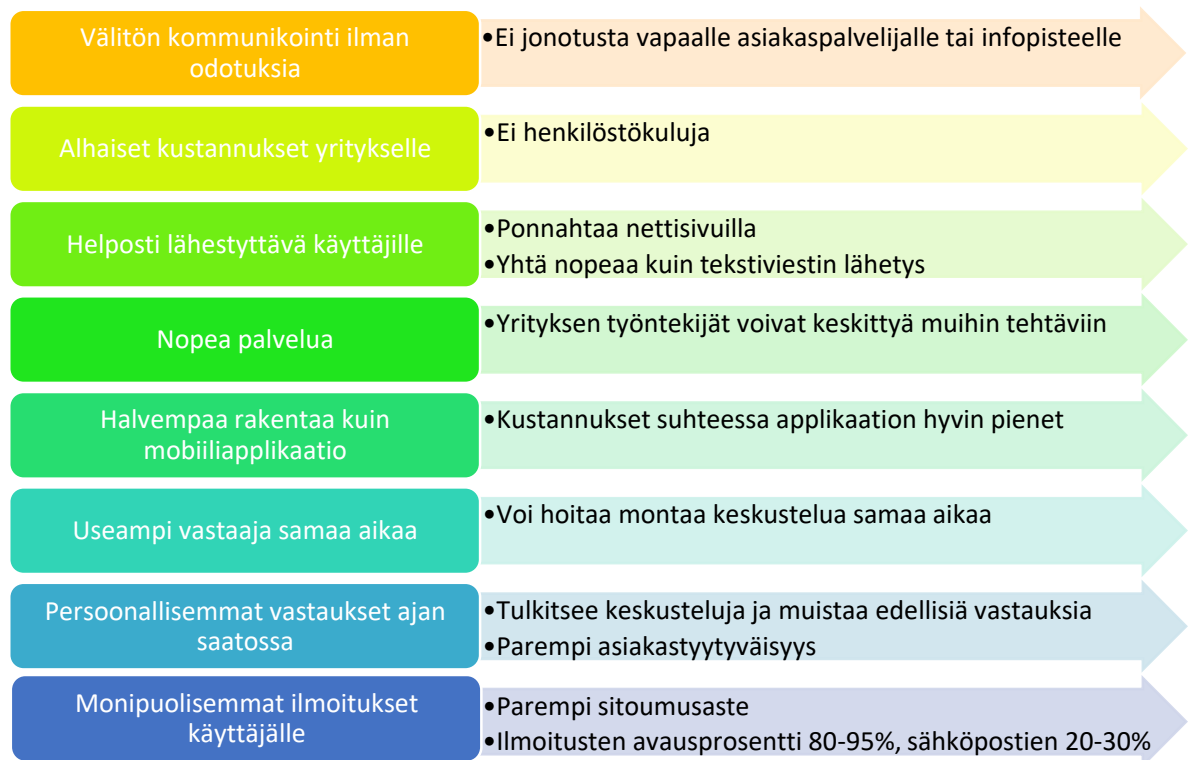 Välitön kommunikointi ilman
odotuksia
•Ei jonotusta vapaalle asiakaspalvelijalle tai infopisteelle
Alhaiset kustannukset yritykselle
•Ei henkilöstökuluja
Helposti lähestyttävä käyttäjille
•Ponnahtaa nettisivuilla
•Yhtä nopeaa kuin tekstiviestin lähetys
Nopea palvelua
•Yrityksen työntekijät voivat keskittyä muihin tehtäviin
Halvempaa rakentaa kuin
mobiiliapplikaatio
•Kustannukset suhteessa applikaation hyvin pienet
Useampi vastaaja samaa aikaa
•Voi hoitaa montaa keskustelua samaa aikaa
Persoonallisemmat vastaukset ajan
saatossa
•Tulkitsee keskusteluja ja muistaa edellisiä vastauksia
•Parempi asiakastyytyväisyys
Monipuolisemmat ilmoitukset
käyttäjälle
•Parempi sitoumusaste
•Ilmoitusten avausprosentti 80-95%, sähköpostien 20-30%